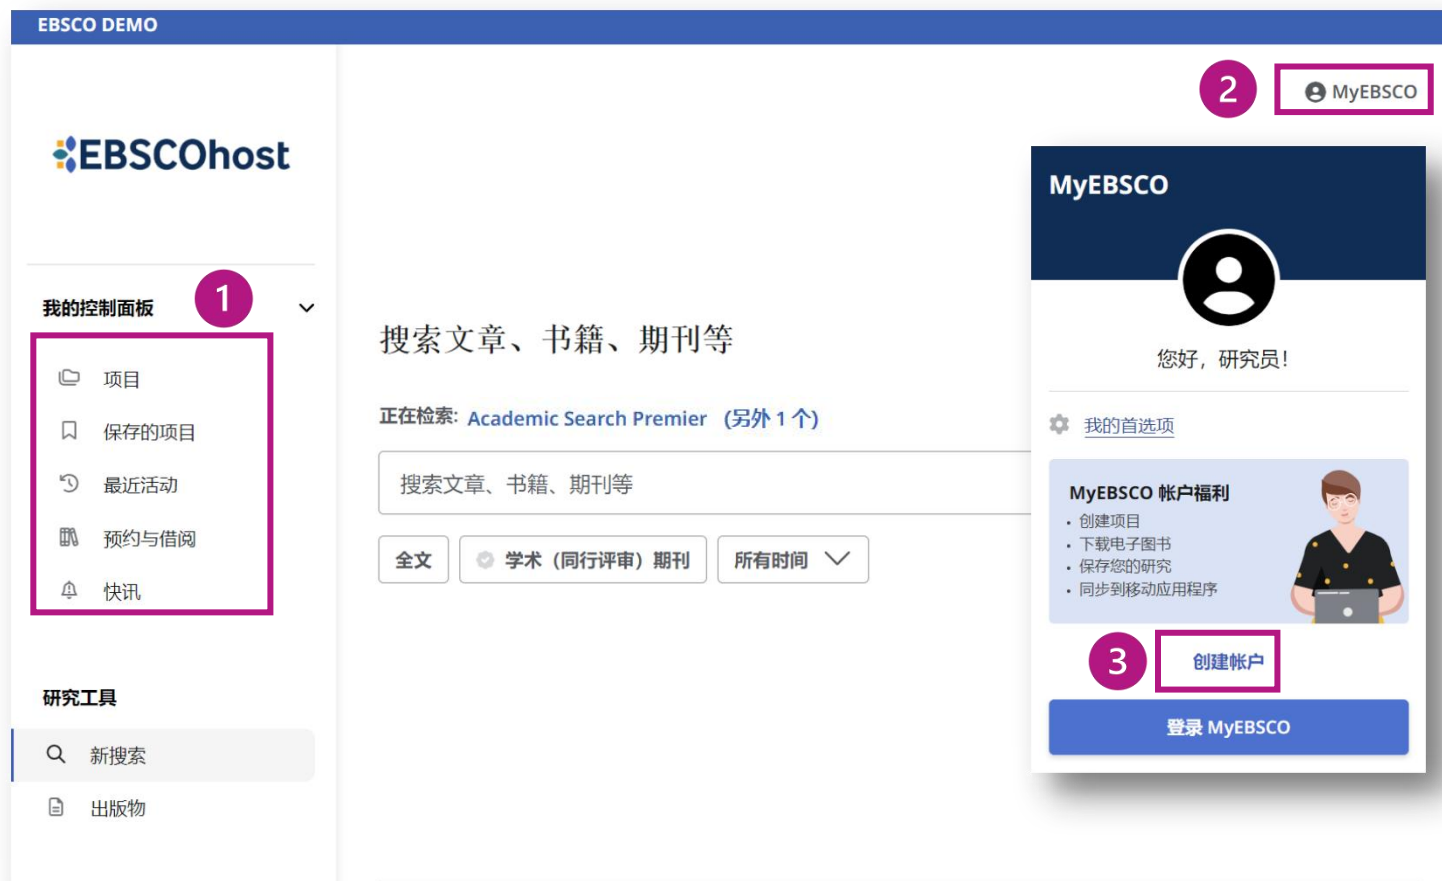 EBSCO DEMO
2
MyEBSCO
EBSCOhost
MyEBSCO
我的控制面板
1
项目
保存的项目
最近活动
预约与借阅
快讯
研究工具
新搜索
出版物
搜索文章、书籍、期刊等
正在检索: Academic Search Premier (另外 1 个)
搜索文章、书籍、期刊等
全文
学术（同行评审）期刊
所有时间
您好，研究员！
我的首选项
MyEBSCO 帐户福利
• 创建项目
• 下载电子图书
• 保存您的研究
• 同步到移动应用程序
3
创建帐户
登录 MyEBSCO